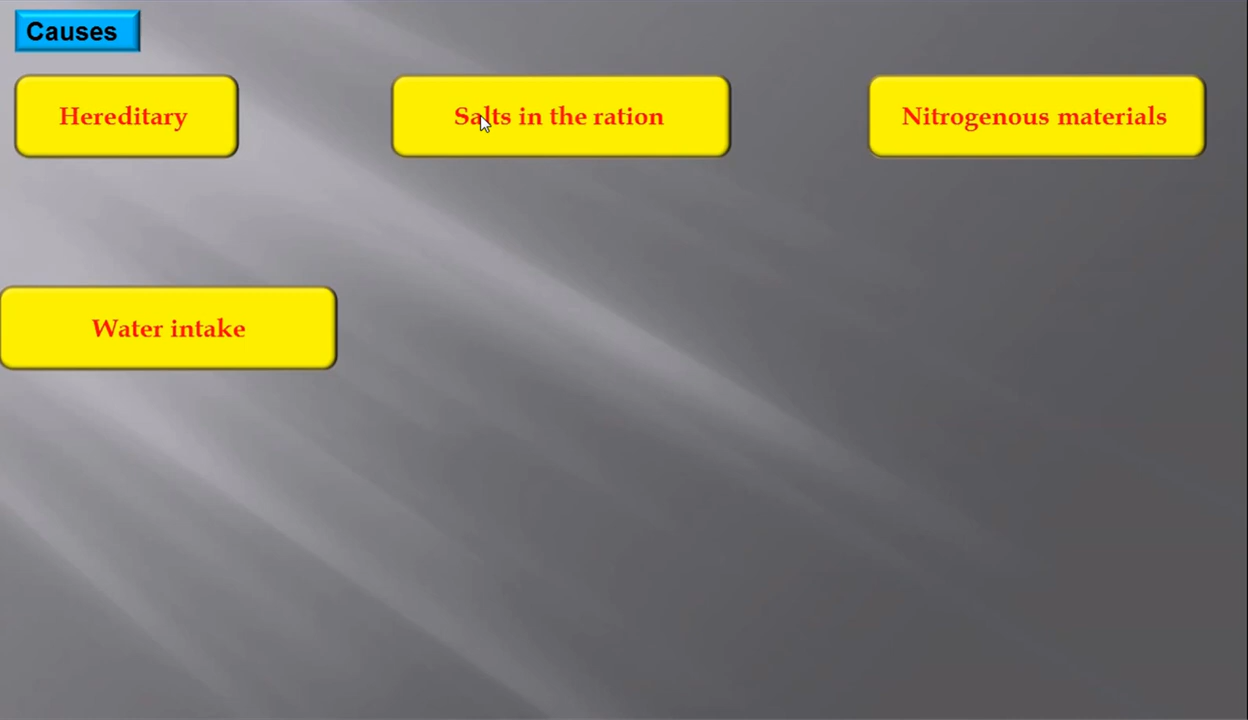 Causes
Hereditary
Salts in the ration
Nitrogenous materials
Water intake